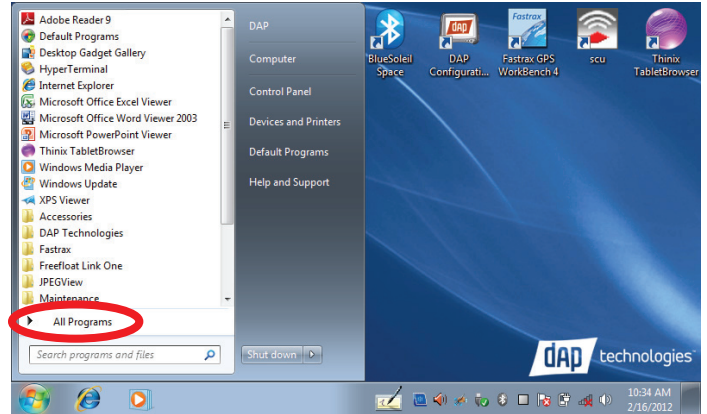 Adobe Reader 9
Default Programs
Desktop Gadget Gallery
HyperTerminal
Internet Explorer
Microsoft Office Excel Viewer
Microsoft Office Word Viewer 2003
Microsoft PowerPoint Viewer
Thinix TabletBrowser
Windows Media Player
Windows Update
XPS Viewer
Accessories
DAP Technologies
Fastrax
Freefloat Link One
JPEGView
Maintenance
All Programs
Search programs and files
DAP
Computer
Control Panel
Devices and Printers
Default Programs
Help and Support
Shut down
BlueSoleil
Space
dAp
DAP
Configurati...
Fastrax
Fastrax GPS
WorkBench 4
scu
Thinix
TabletBrowser
dAp technologies
10:34 AM
2/16/2012